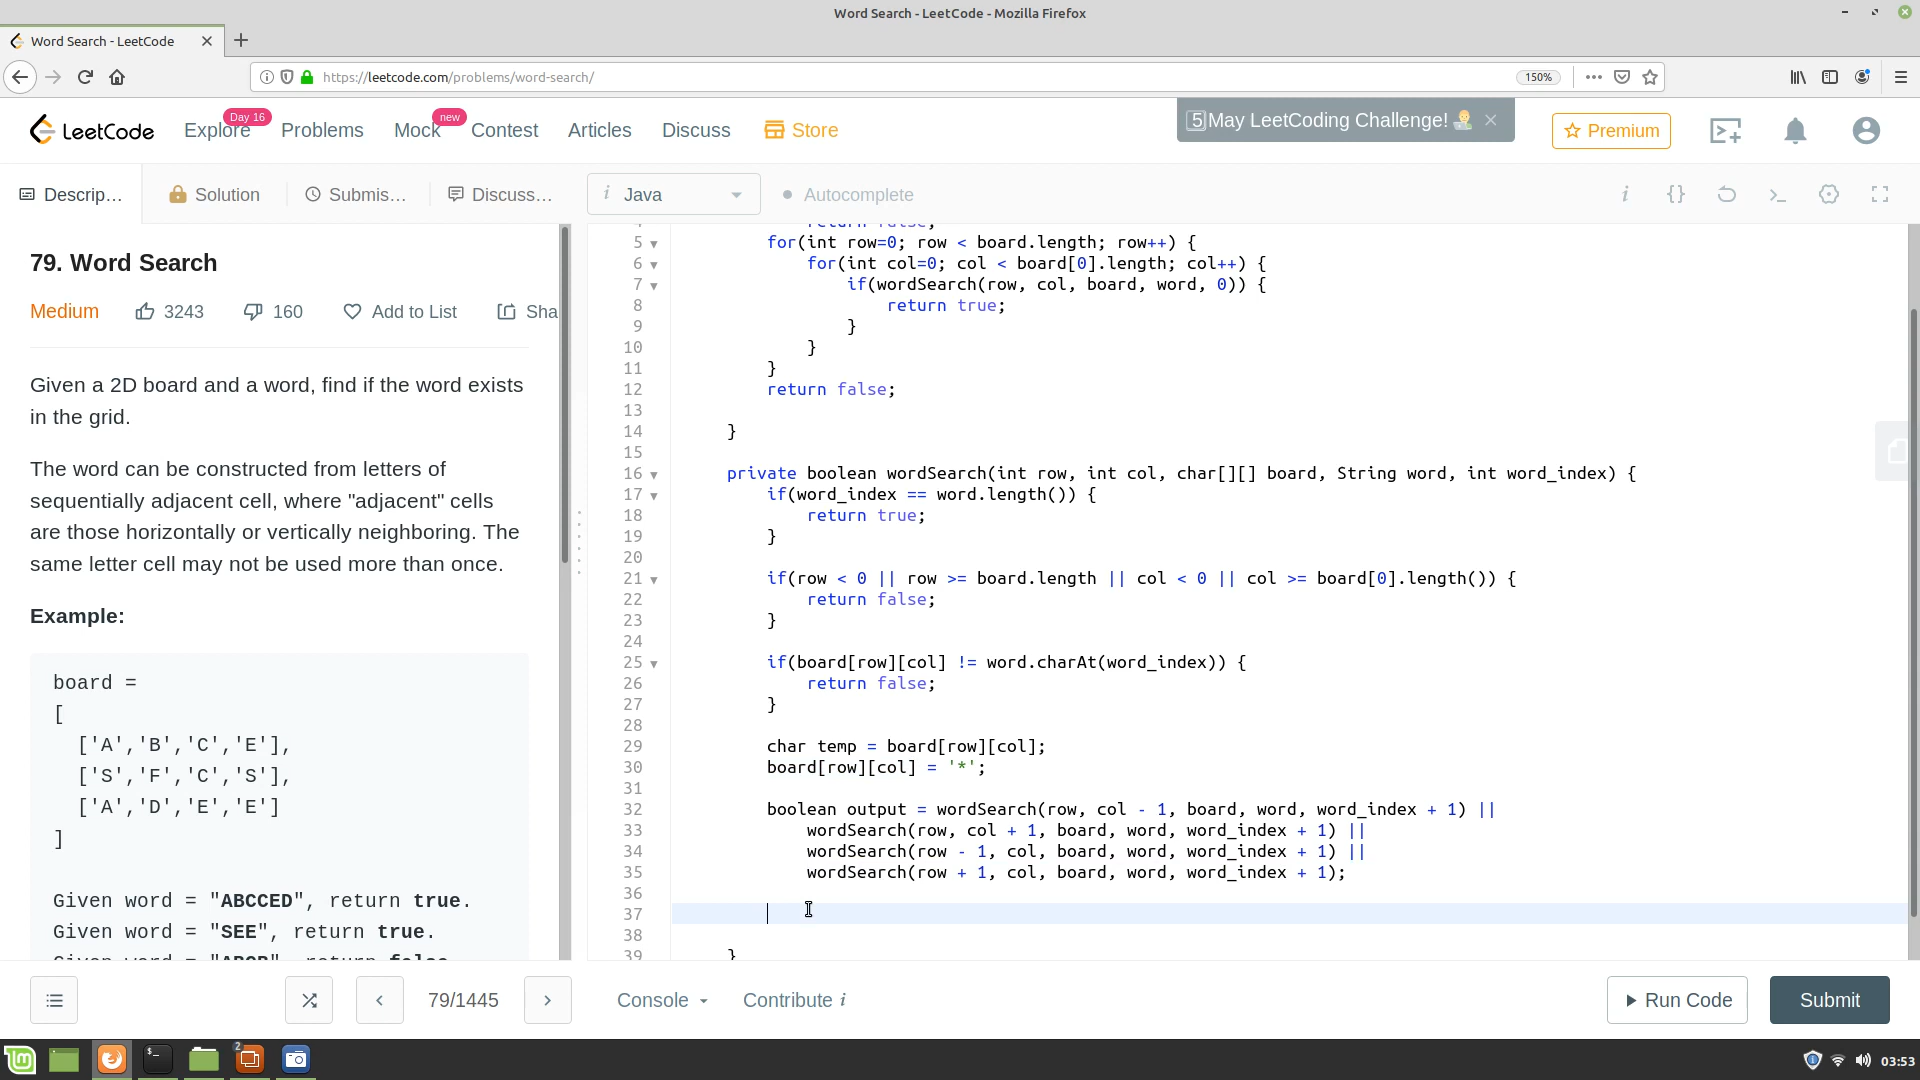 Word Search - LeetCode - Mozilla Firefox
Word Search - LeetCode
https://leetcode.com/problems/word-search/
150%
LeetCode
Explore
Day 16
Problems
Mock
new
Contest
Articles
Discuss
Store
5 May LeetCoding Challenge!
Premium
Descrip...
Solution
Submis...
Discuss...
i Java
Autocomplete
i {}
79. Word Search
Medium
3243
160
Add to List
Sha
Given a 2D board and a word, find if the word exists
in the grid.
The word can be constructed from letters of
sequentially adjacent cell, where "adjacent" cells
are those horizontally or vertically neighboring. The
same letter cell may not be used more than once.
Example:
board =
[
['A','B','C','E'],
['S','F','C','S'],
['A','D','E','E']
]
Given word = "ABCCED", return true.
Given word = "SEE", return true.
Given word = "ABCB", return false
return false;
5 for(int row=0; row < board.length; row++) {
6 for(int col=0; col < board[0].length; col++) {
7 if(wordSearch(row, col, board, word, 0)) {
8 return true;
9 }
10 }
11 }
12 return false;
13
14 }
15
16 private boolean wordSearch(int row, int col, char[][] board, String word, int word_index) {
17 if(word_index == word.length()) {
18 return true;
19 }
20
21 if(row < 0 || row >= board.length || col < 0 || col >= board[0].length()) {
22 return false;
23 }
24
25 if(board[row][col] != word.charAt(word_index)) {
26 return false;
27 }
28
29 char temp = board[row][col];
30 board[row][col] = '*';
31
32 boolean output = wordSearch(row, col - 1, board, word, word_index + 1) ||
33 wordSearch(row, col + 1, board, word, word_index + 1) ||
34 wordSearch(row - 1, col, board, word, word_index + 1) ||
35 wordSearch(row + 1, col, board, word, word_index + 1);
36
37
38
39 }
79/1445
Console
Contribute i
Run Code
Submit
2
03:53